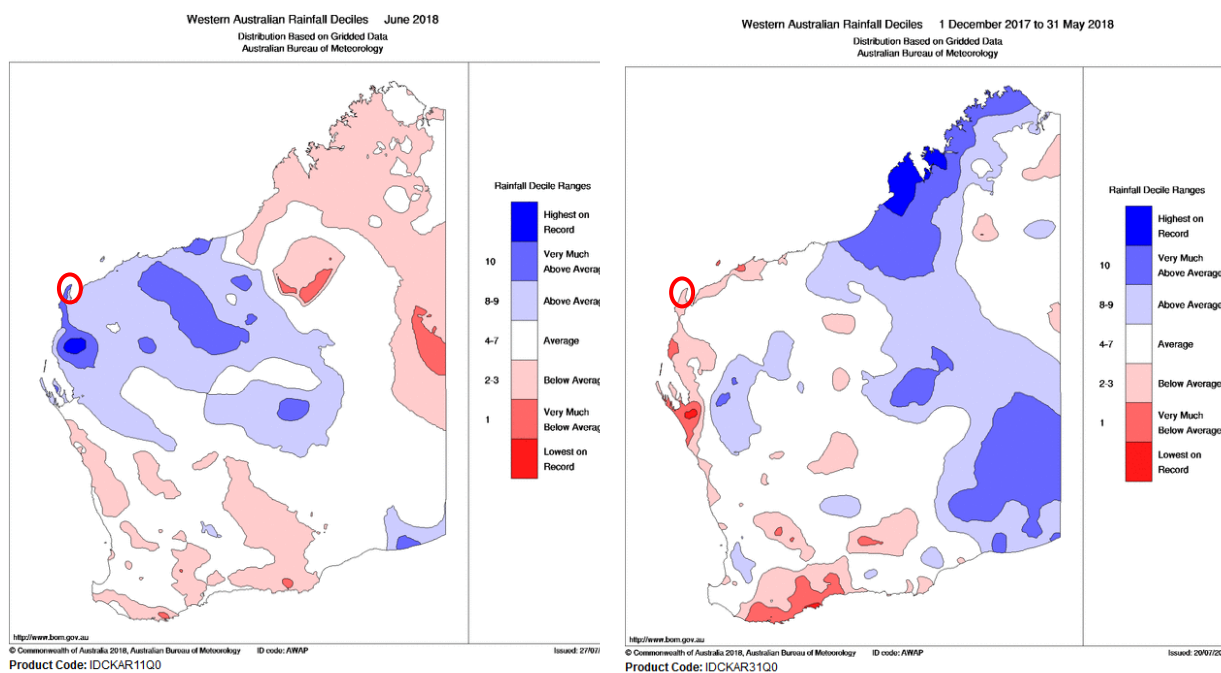 Western Australian Rainfall Deciles June 2018
Distribution Based on Gridded Data
Australian Bureau of Meteorology
Rainfall Decile Ranges
Highest on
Record
10
Very Much
Above Average
8-9
Above Average
4-7
Average
2-3
Below Average
1
Very Much
Below Average
Lowest on
Record
http://www.bom.gov.au
© Commonwealth of Australia 2018, Australian Bureau of Meteorology ID code: AWAP Issued: 27/07/
Product Code: IDCKAR11Q0
Western Australian Rainfall Deciles 1 December 2017 to 31 May 2018
Distribution Based on Gridded Data
Australian Bureau of Meteorology
Rainfall Decile Ranges
Highest on
Record
10
Very Much
Above Average
8-9
Above Average
4-7
Average
2-3
Below Average
1
Very Much
Below Average
Lowest on
Record
http://www.bom.gov.au
© Commonwealth of Australia 2018, Australian Bureau of Meteorology ID code: AWAP Issued: 20/07/20
Product Code: IDCKAR31Q0